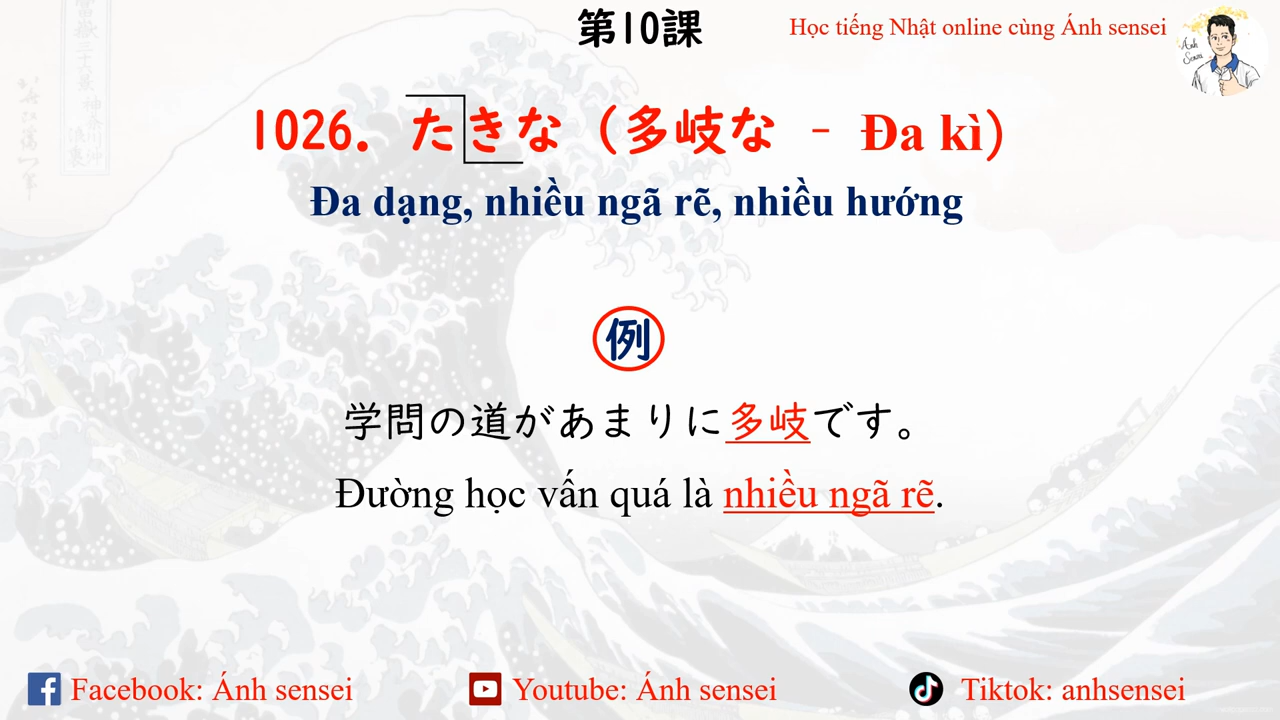 第10課
Học tiếng Nhật online cùng Ánh sensei
Ánh Sensei
1026. たきな (多岐な - Đa kì)
Đa dạng, nhiều ngã rẽ, nhiều hướng
例
学問の道があまりに多岐です。
Đường học vấn quá là nhiều ngã rẽ.
Facebook: Ánh sensei
Youtube: Ánh sensei
Tiktok: anhsensei